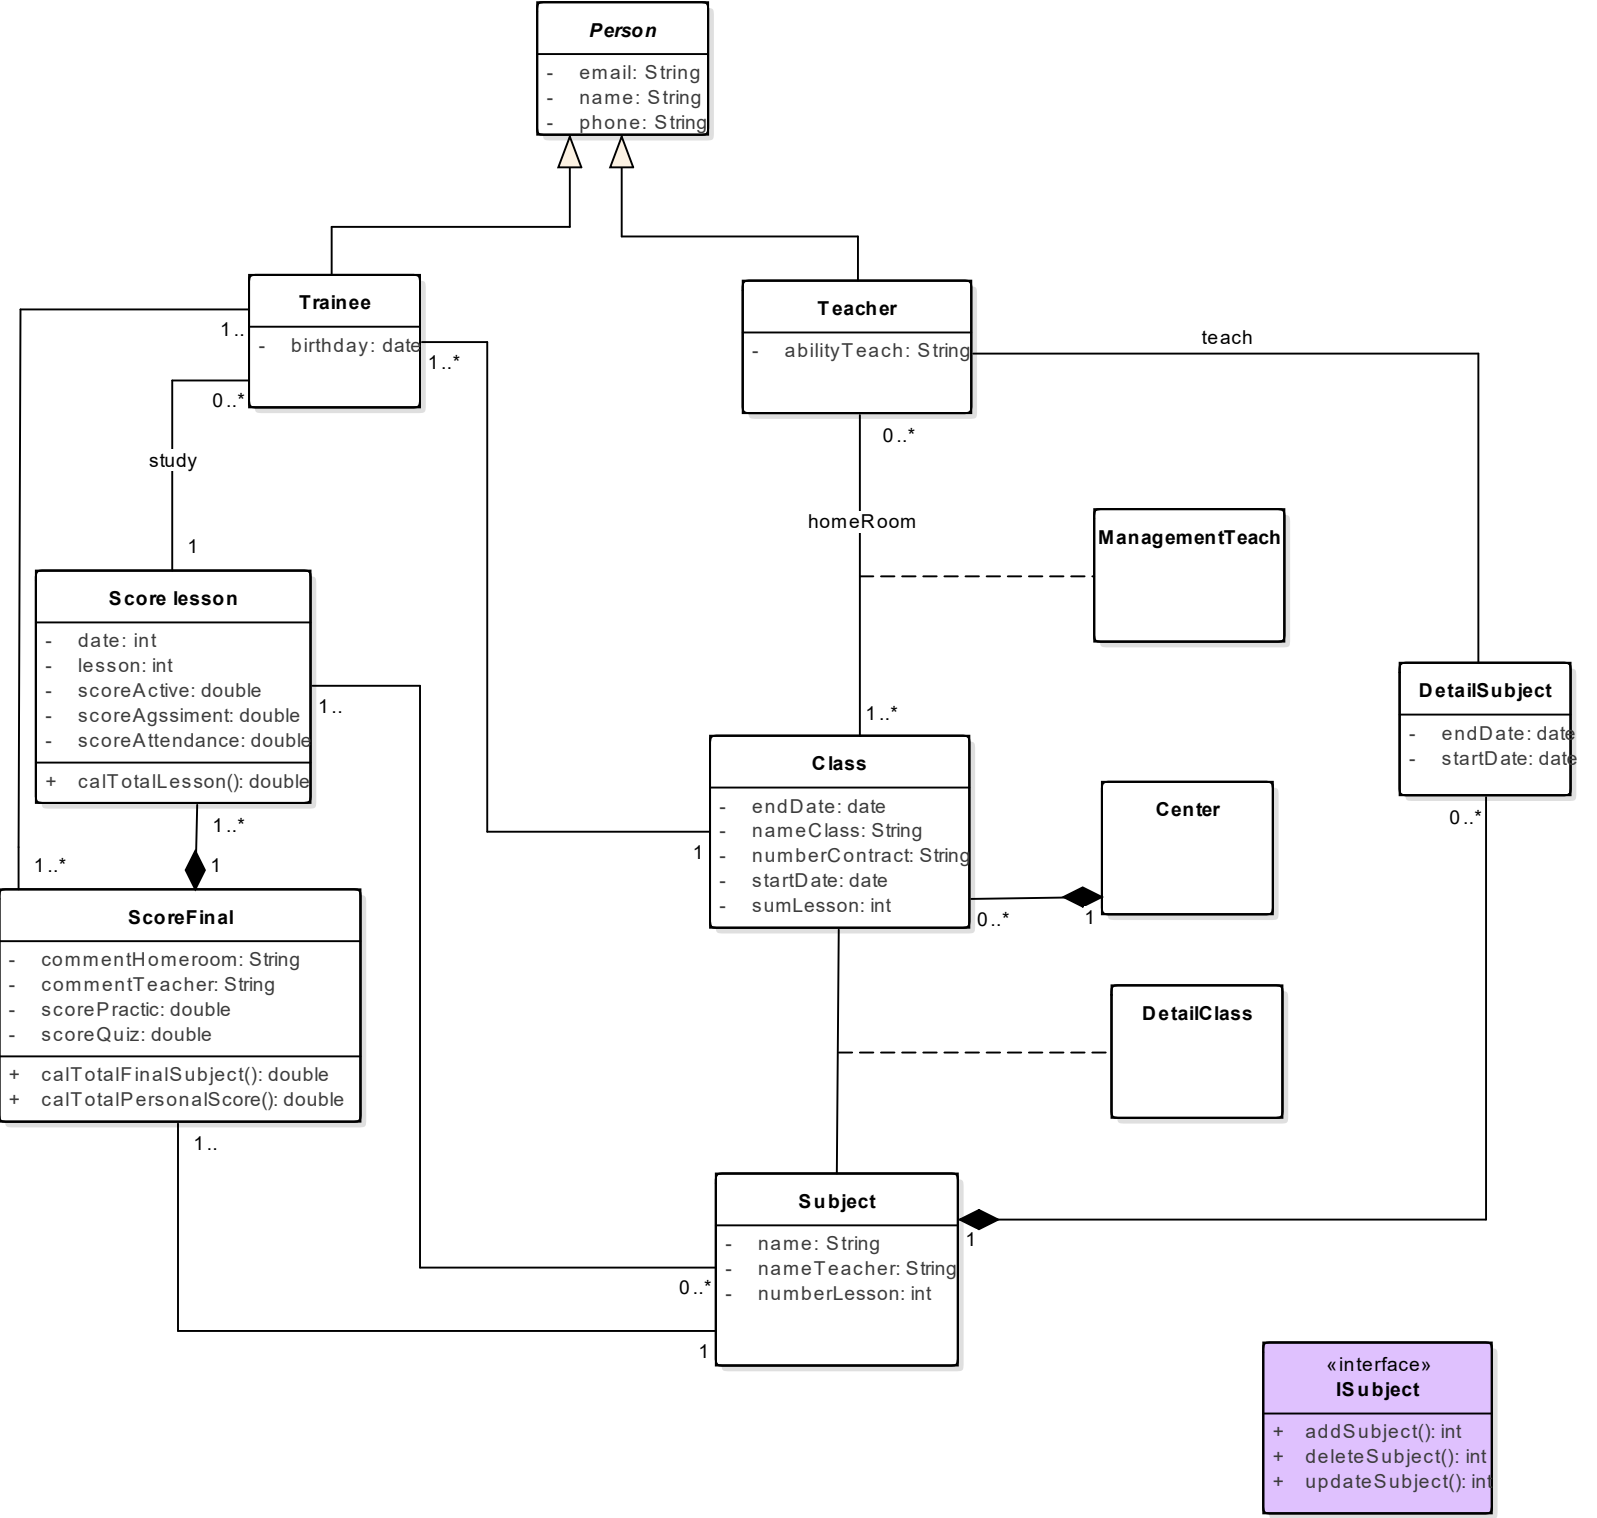 Person
- email: String
- name: String
- phone: String
Trainee
- birthday: date
1..
1..*
0..*
study
1
Teacher
- abilityTeach: String
teach
0..*
homeRoom
1..*
ManagementTeach
Score lesson
- date: int
- lesson: int
- scoreActive: double
- scoreAgssiment: double
- scoreAttendance: double
+ calTotalLesson(): double
1..
1..*
1
1..*
DetailSubject
- endDate: date
- startDate: date
0..*
Class
- endDate: date
- nameClass: String
- numberContract: String
- startDate: date
- sumLesson: int
1
0..*
1
Center
ScoreFinal
- commentHomeroom: String
- commentTeacher: String
- scorePractic: double
- scoreQuiz: double
+ calTotalFinalSubject(): double
+ calTotalPersonalScore(): double
1..
DetailClass
Subject
- name: String
- nameTeacher: String
- numberLesson: int
1
0..*
1
«interface»
ISubject
+ addSubject(): int
+ deleteSubject(): int
+ updateSubject(): int